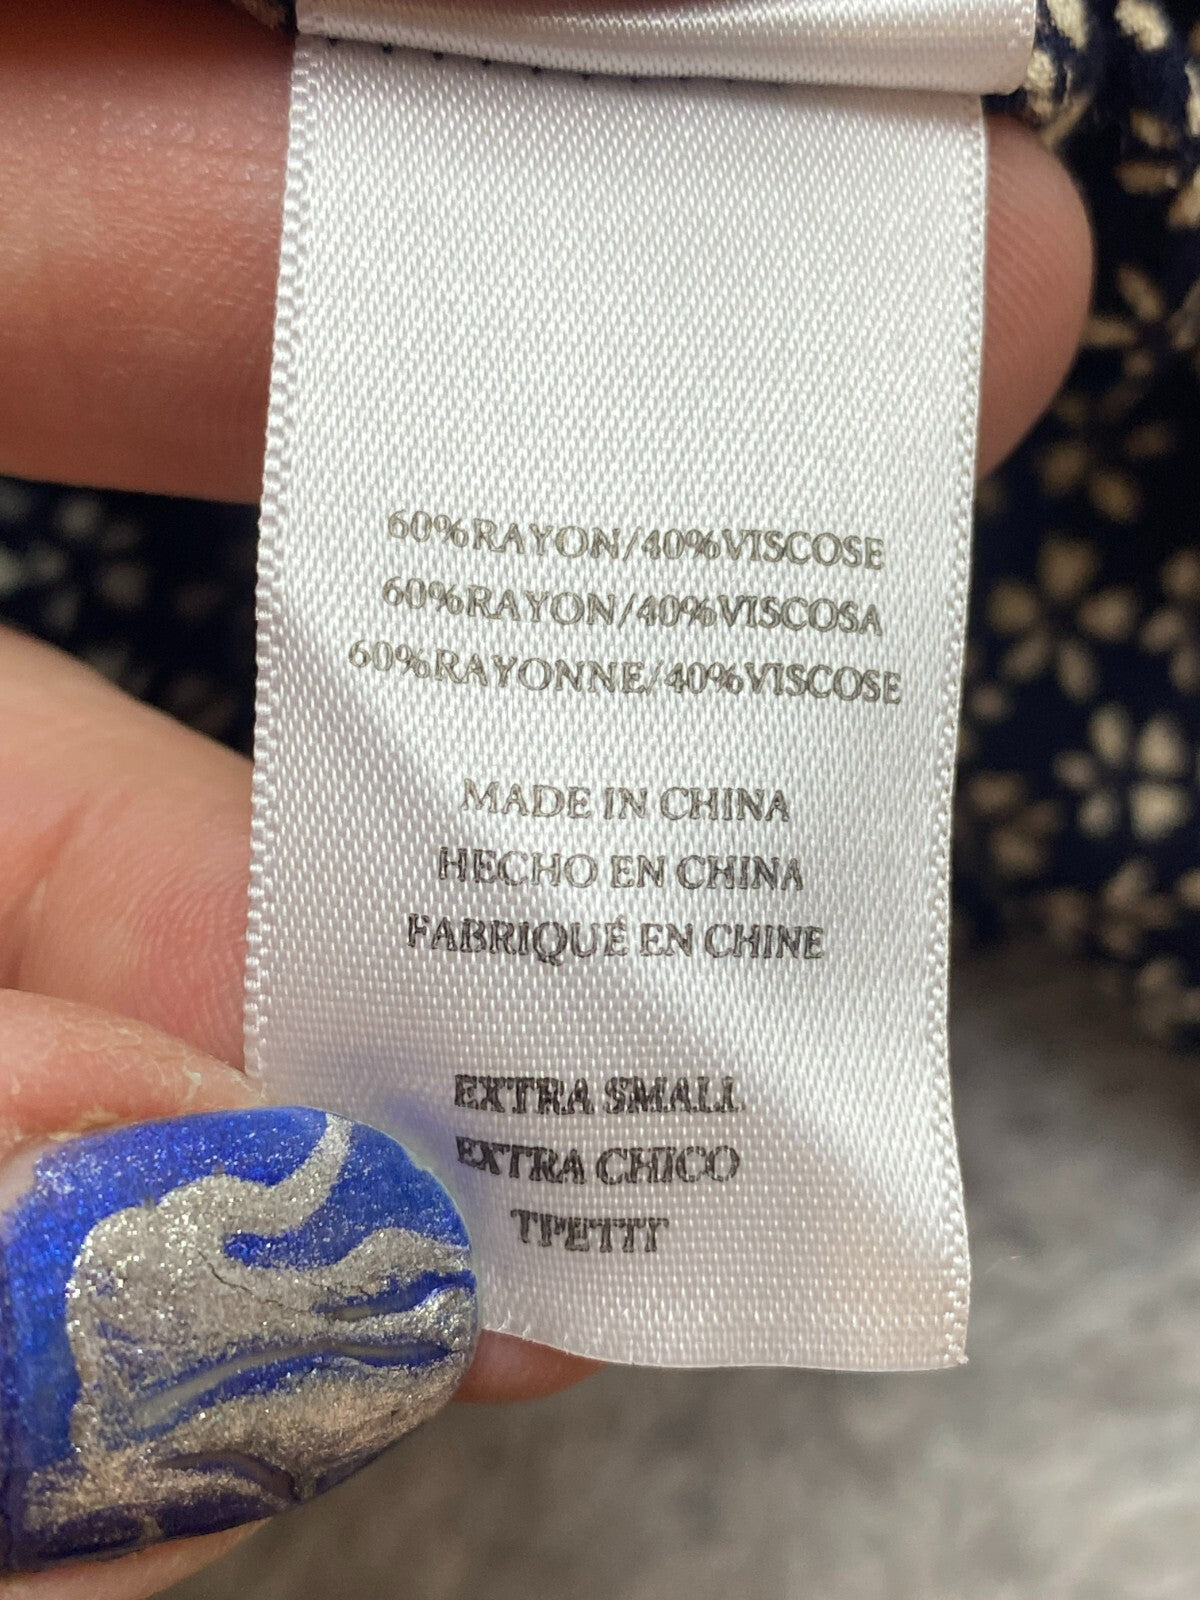 60%RAYON/40%VISCOSE
60%RAYON/40%VISCOSA
60%RAYONNE/40%VISCOSE
MADE IN CHINA
HECHO EN CHINA
FABRIQUÉ EN CHINE
EXTRA SMALL
EXTRA CHICO
TPETIT